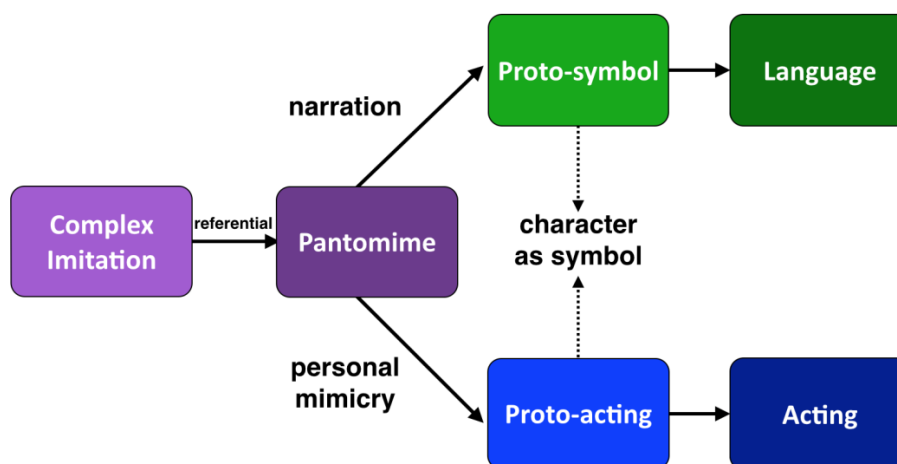 Proto-symbol
Language
narration
Complex
Imitation
referential
Pantomime
character
as symbol
personal
mimicry
Proto-acting
Acting